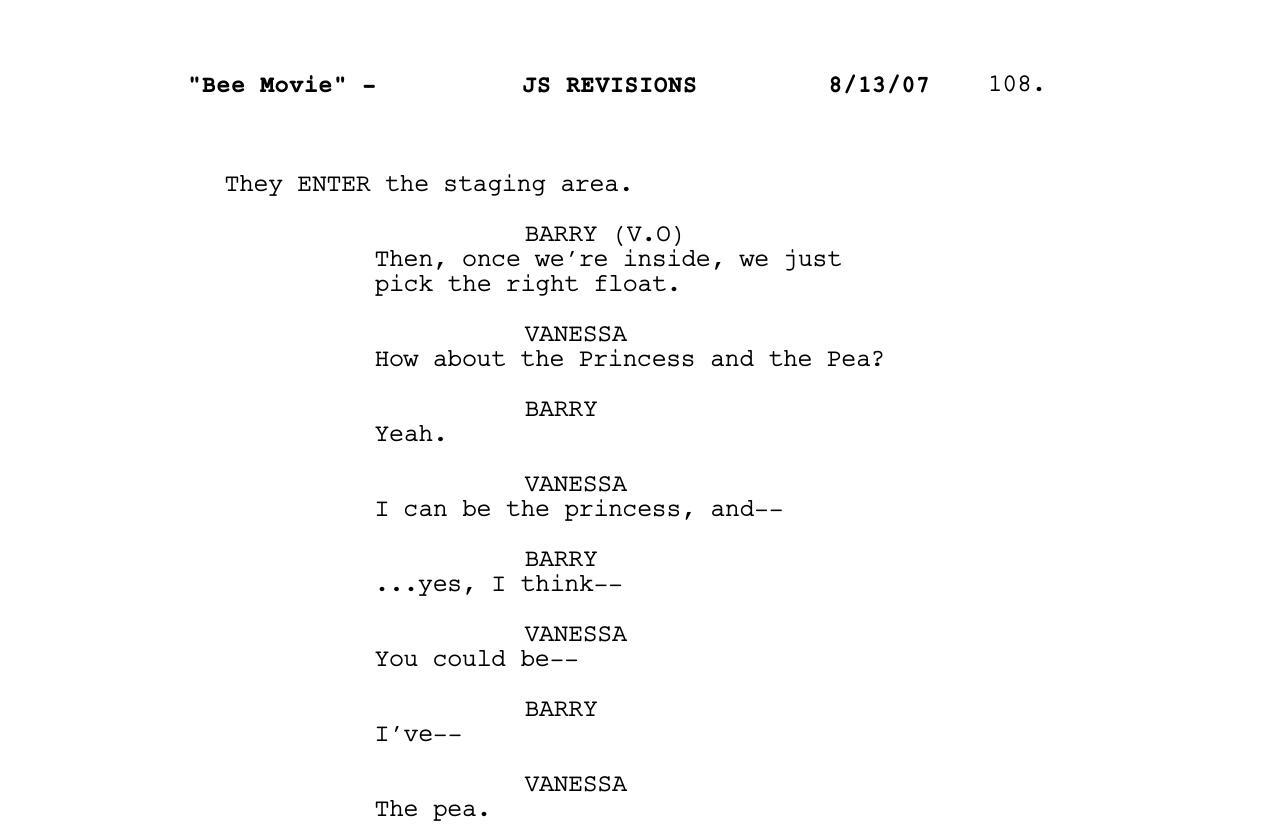 "Bee Movie" - JS REVISIONS 8/13/07 108.
They ENTER the staging area.
BARRY (V.O)
Then, once we’re inside, we just
pick the right float.
VANESSA
How about the Princess and the Pea?
BARRY
Yeah.
VANESSA
I can be the princess, and--
BARRY
...yes, I think--
VANESSA
You could be--
BARRY
I’ve--
VANESSA
The pea.